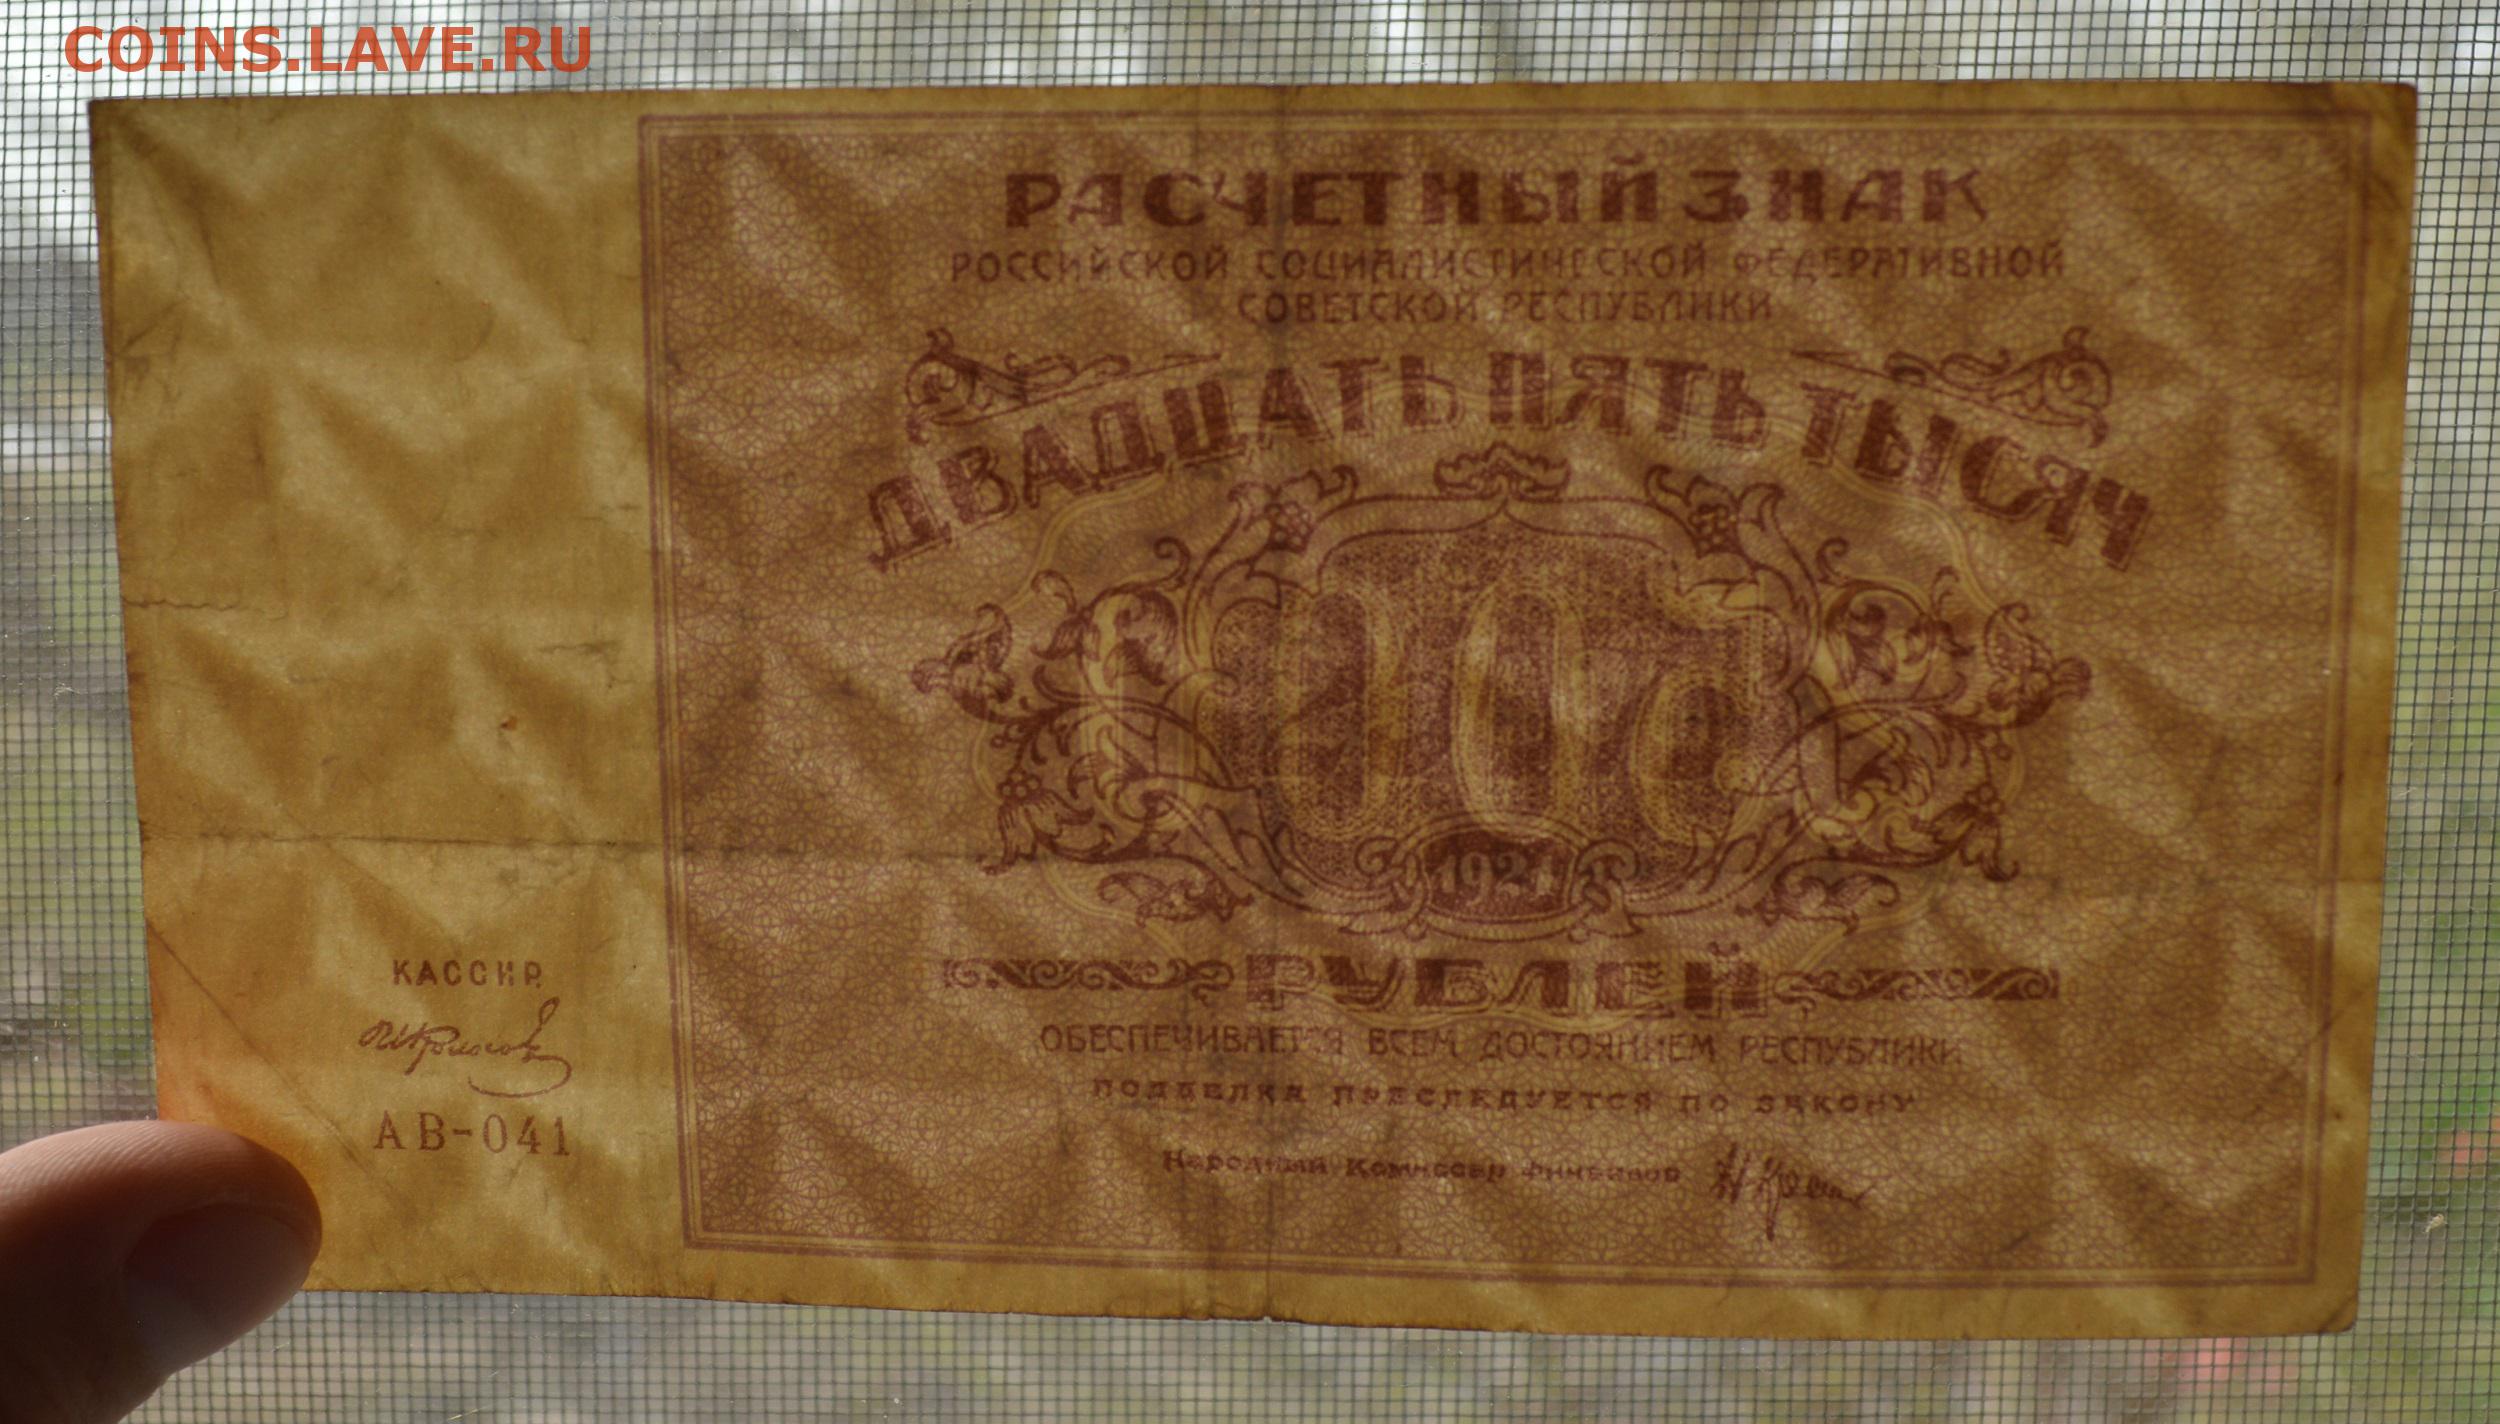 COINS.LAVE.RU
РАСЧЕТНЫЙ ЗНАК
РОССИЙСКОЙ СОЦИАЛИСТИЧЕСКОЙ ФЕДЕРАТИВНОЙ
СОВЕТСКОЙ РЕСПУБЛИКИ
ДВАДЦАТЬ ПЯТЬ ТЫСЯЧ
1921
РУБЛЕЙ
ОБЕСПЕЧИВАЕТСЯ ВСЕМ ДОСТОЯНИЕМ РЕСПУБЛИКИ
ПОДДЕЛКА ПРЕСЛЕДУЕТСЯ ПО ЗАКОНУ
Народный Комиссар Финансов
КАССИР.
АВ-041